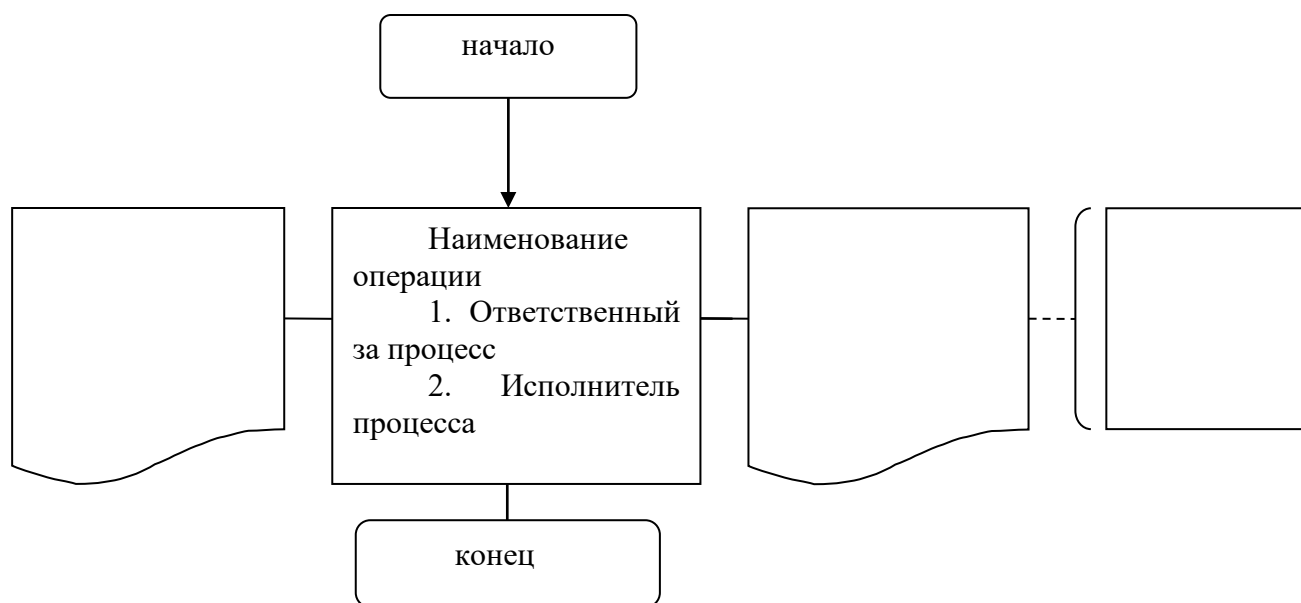 начало
Наименование
операции
1. Ответственный
за процесс
2. Исполнитель
процесса
конец